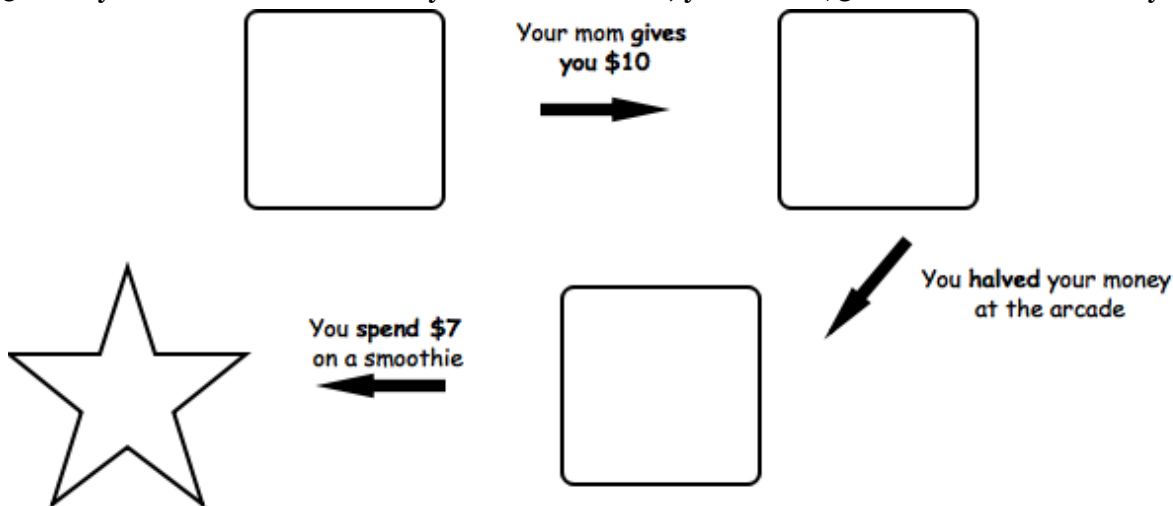 Your mom gives
you $10
You halved your money
at the arcade
You spend $7
on a smoothie